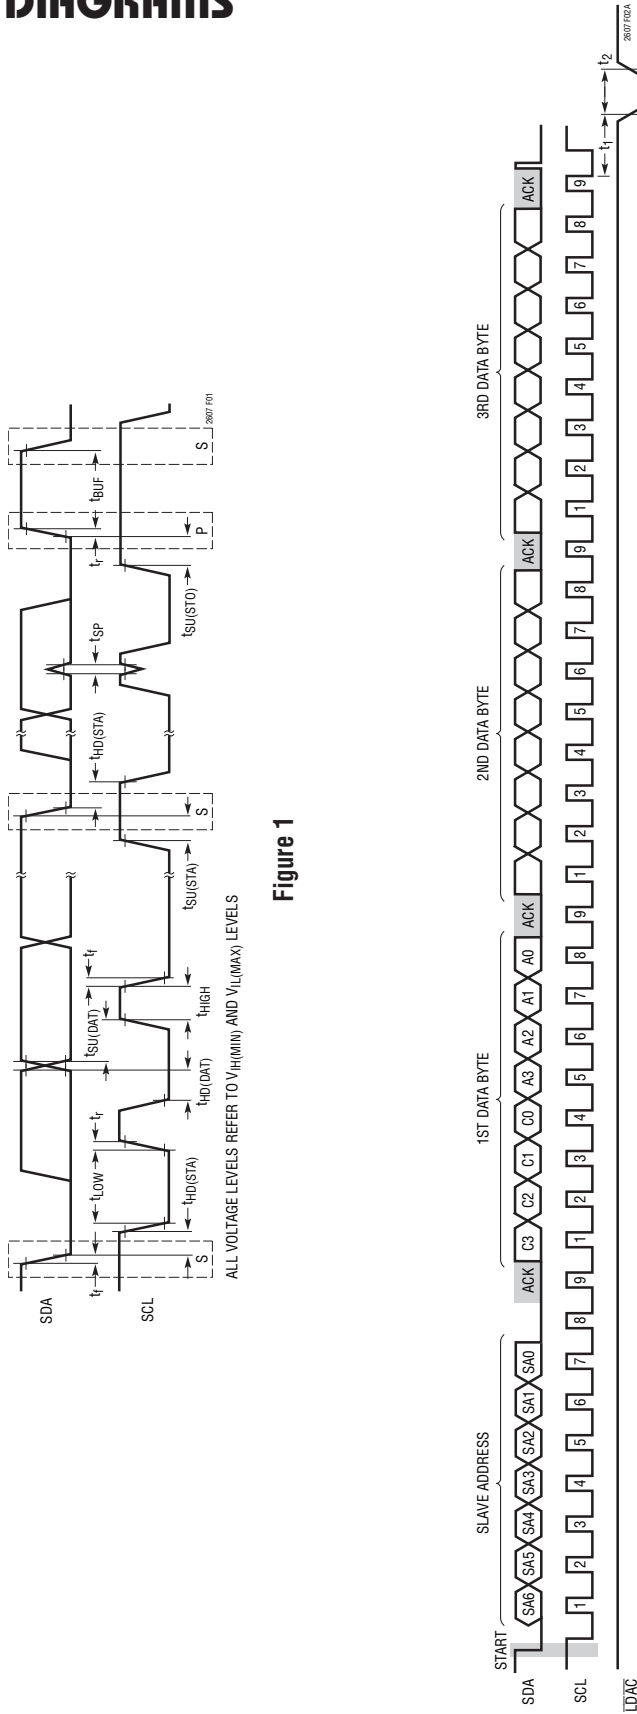 DIAGRAMS
SDA
SCL
tf
tLOW
tr
tSU(DAT)
tf
tHD(STA)
tSP
tr
tBUF
S
tHD(STA)
tHD(DAT)
tHIGH
tSU(STA)
S
tSU(STO)
P
S
2607 F01
ALL VOLTAGE LEVELS REFER TO VIH(MIN) AND VIL(MAX) LEVELS
Figure 1
START
SLAVE ADDRESS
1ST DATA BYTE
2ND DATA BYTE
3RD DATA BYTE
SDA SA6 SA5 SA4 SA3 SA2 SA1 SA0 ACK C3 C2 C1 C0 A3 A2 A1 A0 ACK ACK ACK
SCL 1 2 3 4 5 6 7 8 9 1 2 3 4 5 6 7 8 9 1 2 3 4 5 6 7 8 9 1 2 3 4 5 6 7 8 9
t1
t2
LDAC
2607 F02A